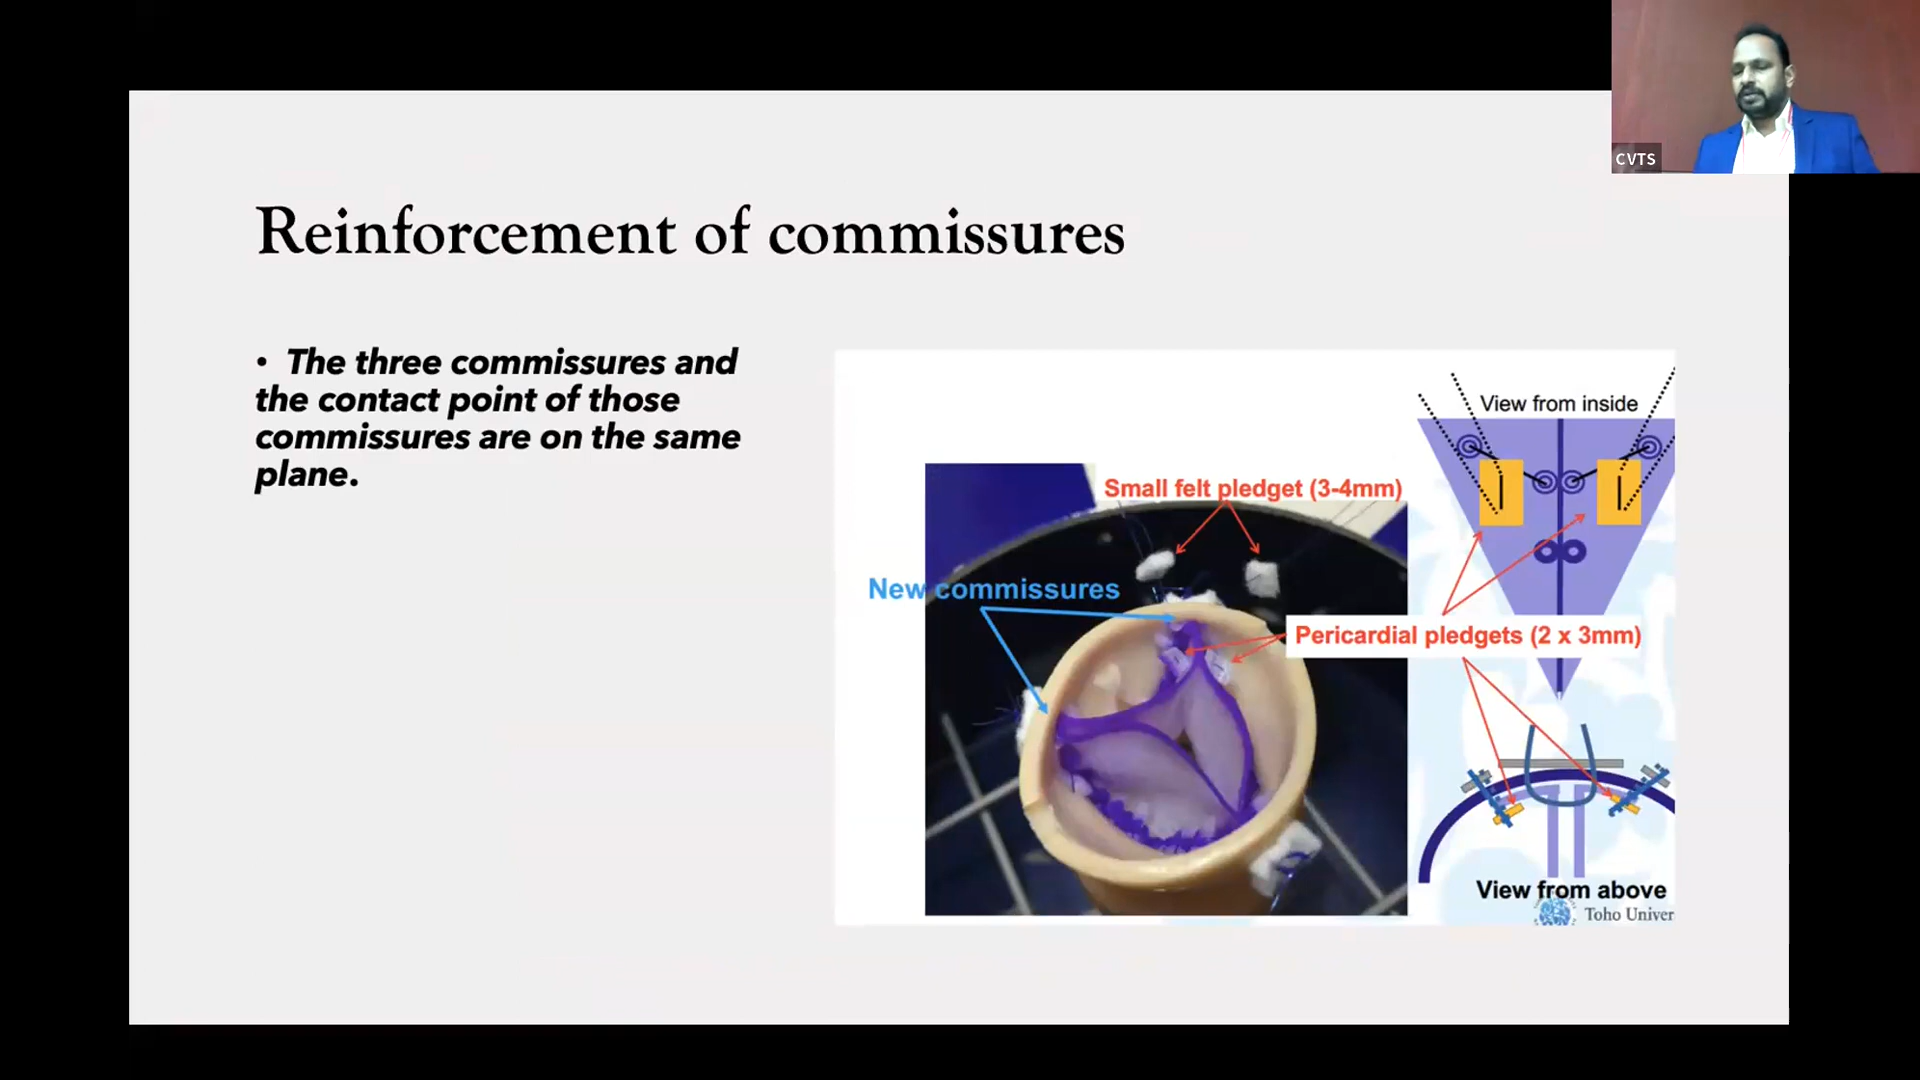 CVTS
Reinforcement of commissures
• The three commissures and
the contact point of those
commissures are on the same
plane.
View from inside
Small felt pledget (3-4mm)
New commissures
Pericardial pledgets (2 x 3mm)
View from above
Toho Univer